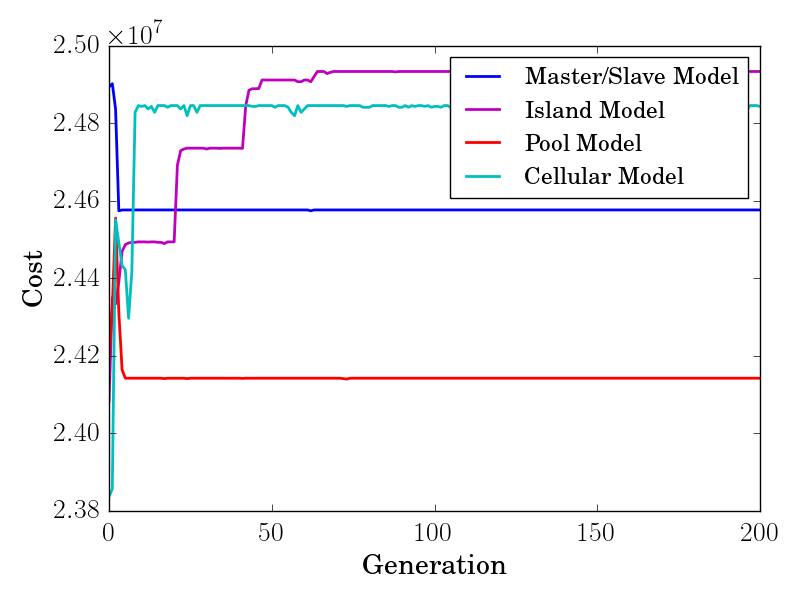 ×10⁷
2.50
2.48
2.46
2.44
2.42
2.40
2.38
Cost
0
50
100
150
200
Generation
Master/Slave Model
Island Model
Pool Model
Cellular Model